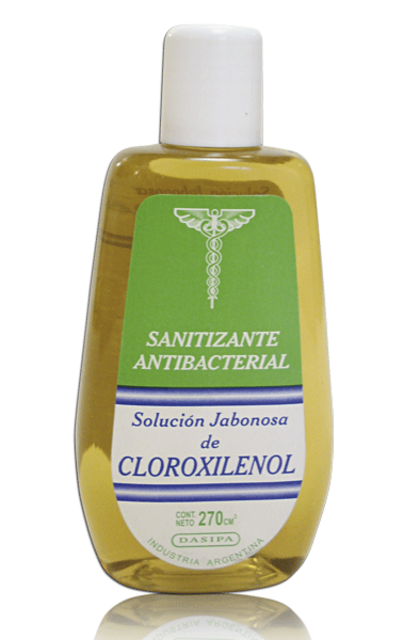 SANITIZANTE
ANTIBACTERIAL
Solución Jabonosa
de
CLOROXILENOL
CONT.
NETO 270 CM³
DASIPA
INDUSTRIA ARGENTINA